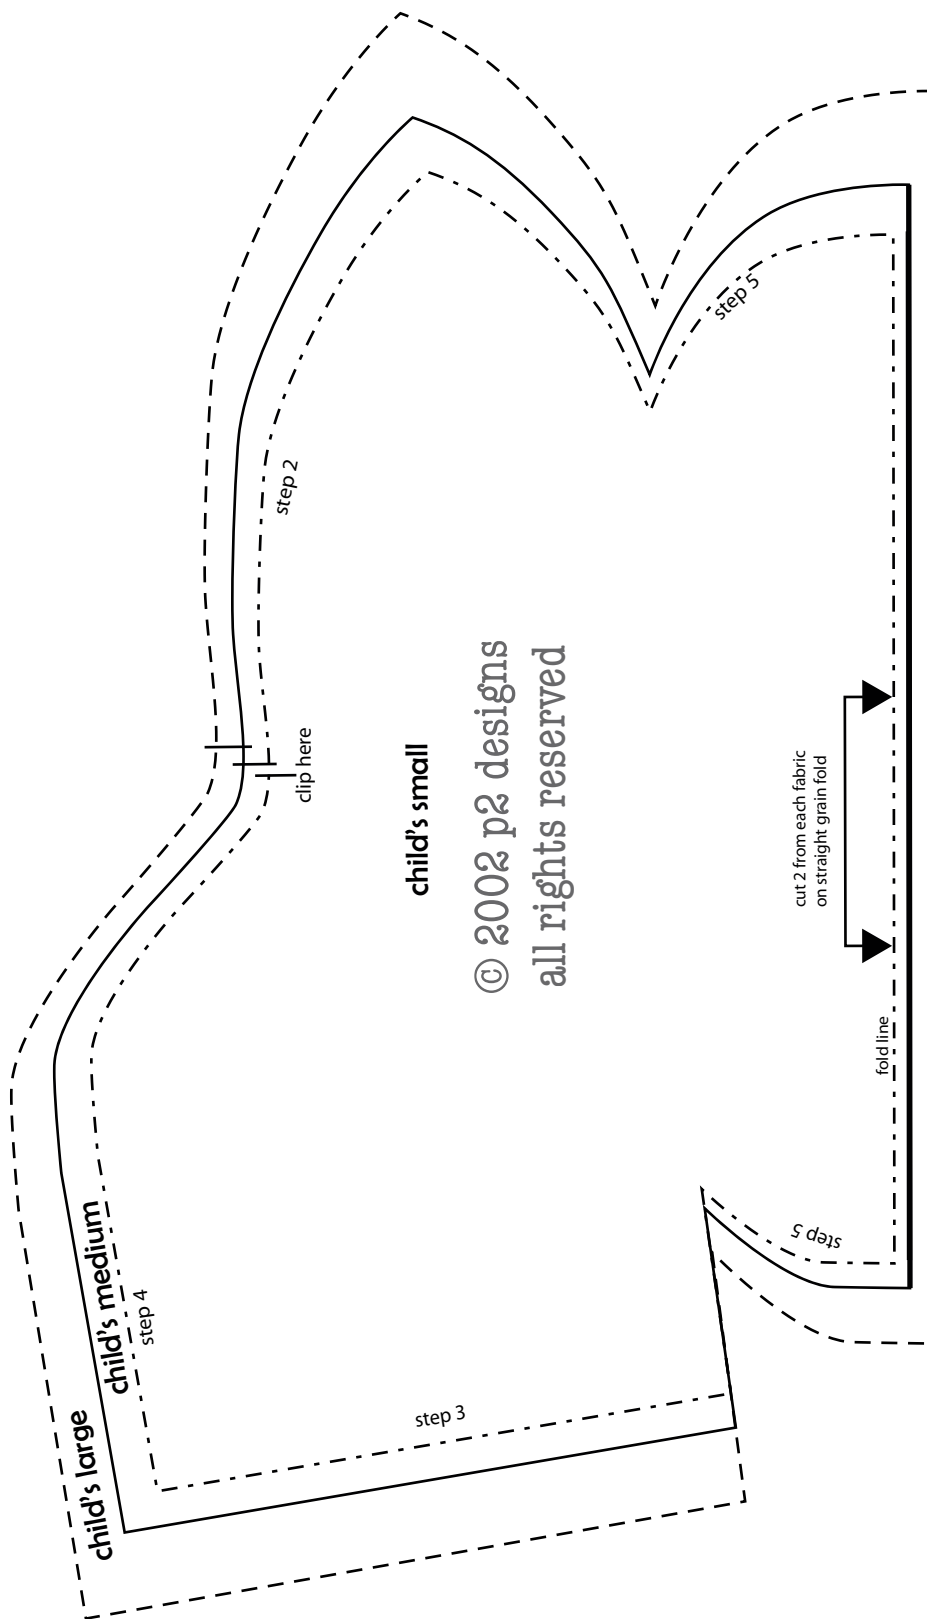 child's large
child's medium
step 4
step 2
clip here
child's small
© 2002 p2 designs
all rights reserved
step 3
step 5
cut 2 from each fabric
on straight grain fold
step 5
fold line